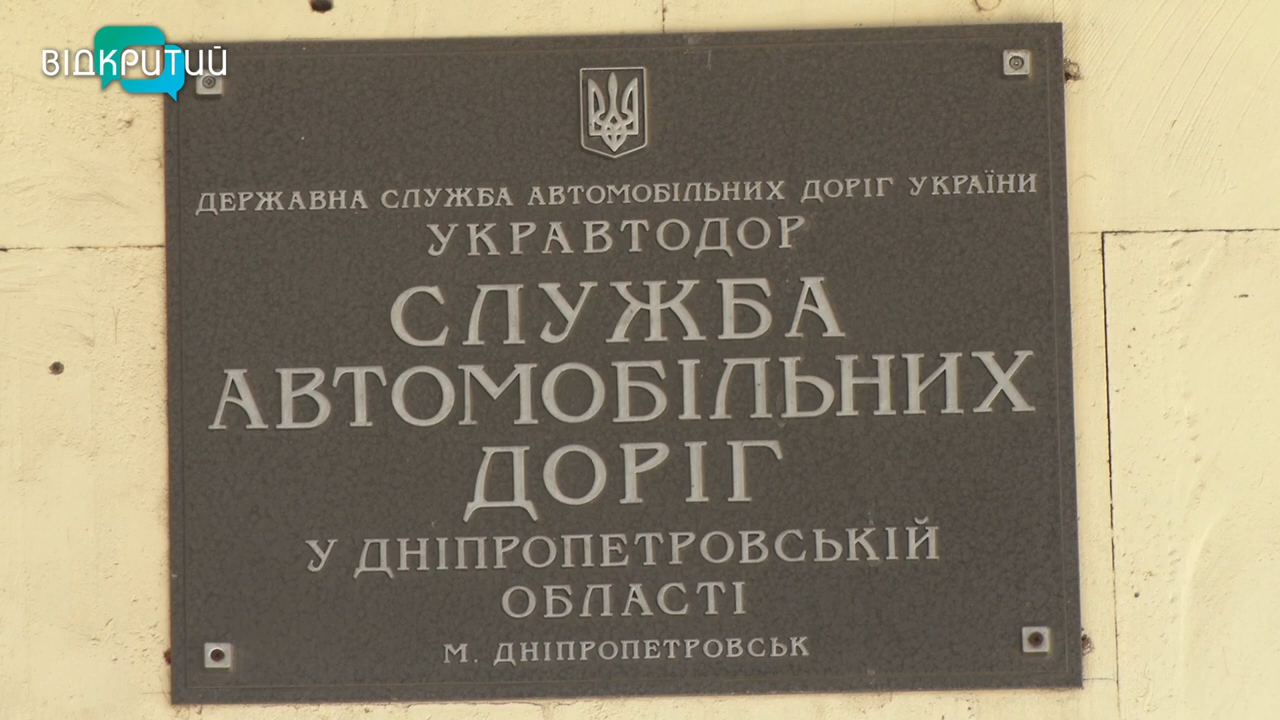 ВІДКРИТИЙ
ДЕРЖАВНА СЛУЖБА АВТОМОБІЛЬНИХ ДОРІГ УКРАЇНИ
УКРАВТОДОР
СЛУЖБА
АВТОМОБІЛЬНИХ
ДОРІГ
У ДНІПРОПЕТРОВСЬКІЙ
ОБЛАСТІ
М. ДНІПРОПЕТРОВСЬК